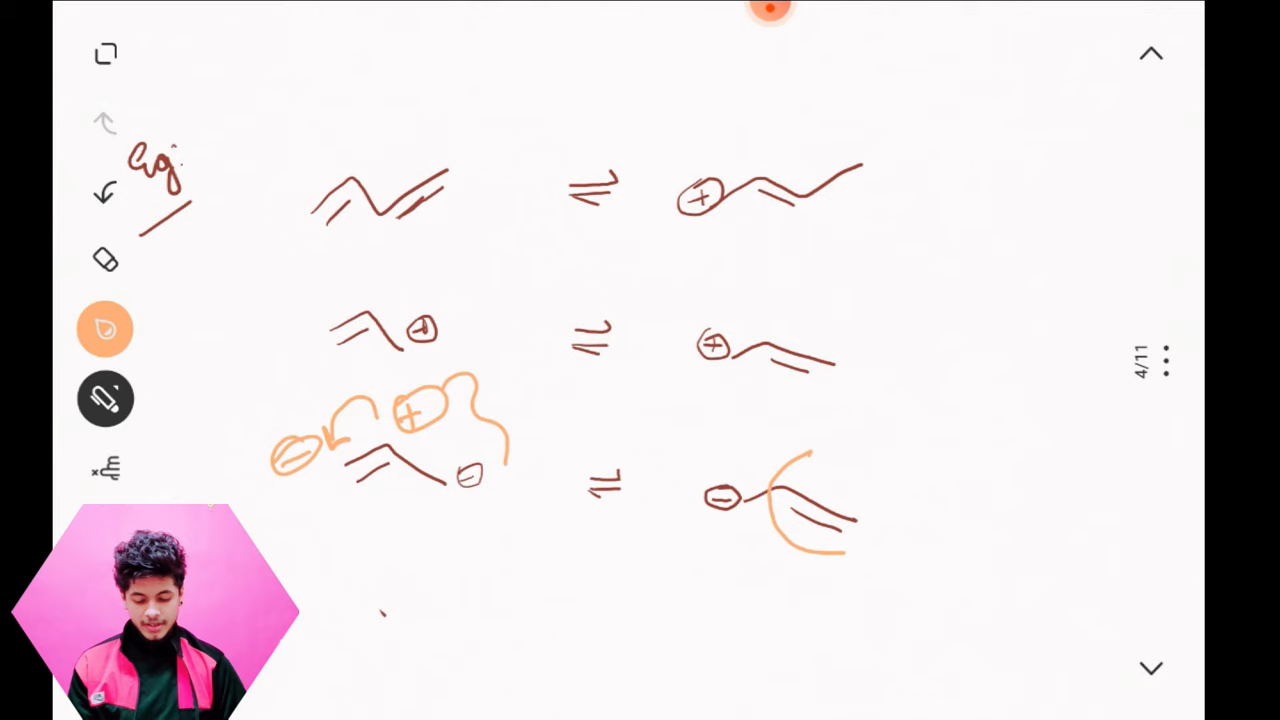 Eg:
⇌ ⊕
⊕ ⇌ ⊕
⊖ ⊕
⊖ ⇌ ⊖
4/11